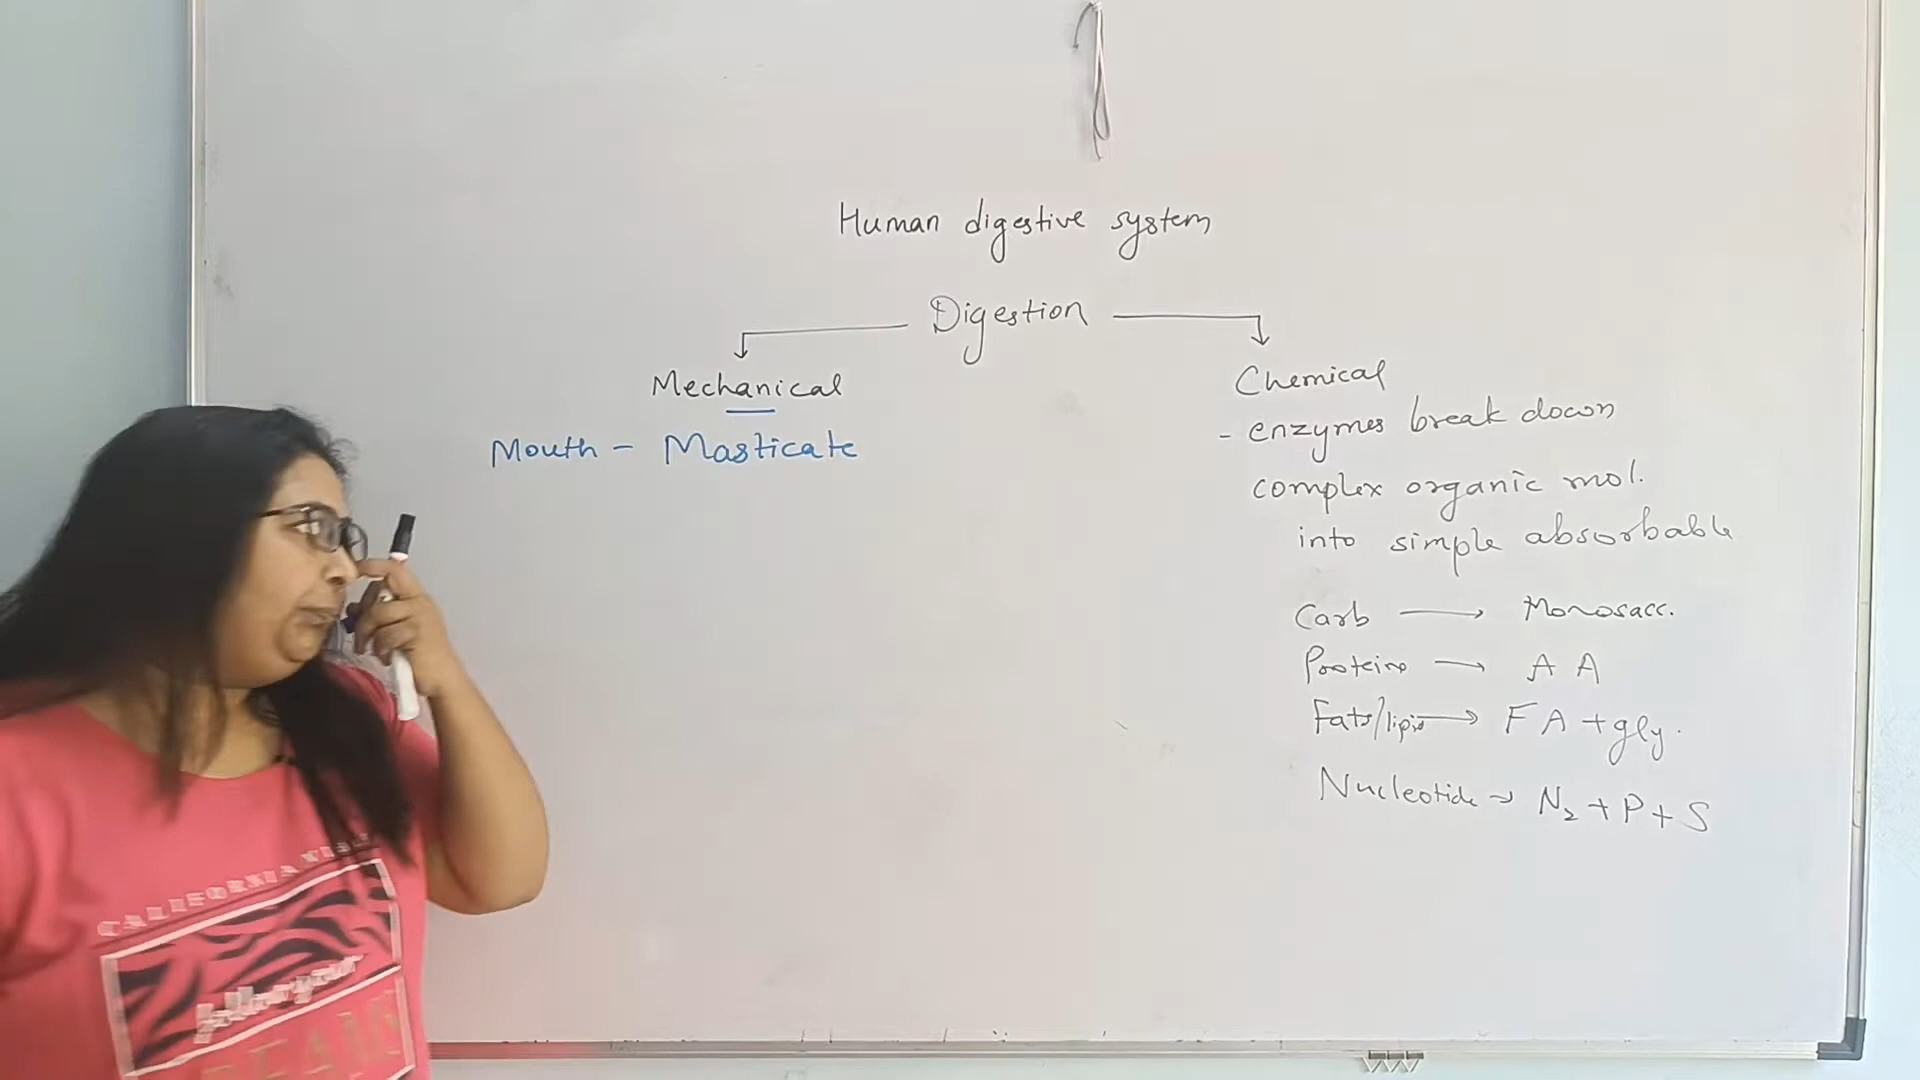 Human digestive system
Digestion
Mechanical
Mouth - Masticate
Chemical
- enzymes break down
complex organic mol.
into simple absorbable
Carb → Monosacc.
Proteins → A A
Fats/lipids → F A + gly.
Nucleotide → N₂ + P + S
CALIFORNIA